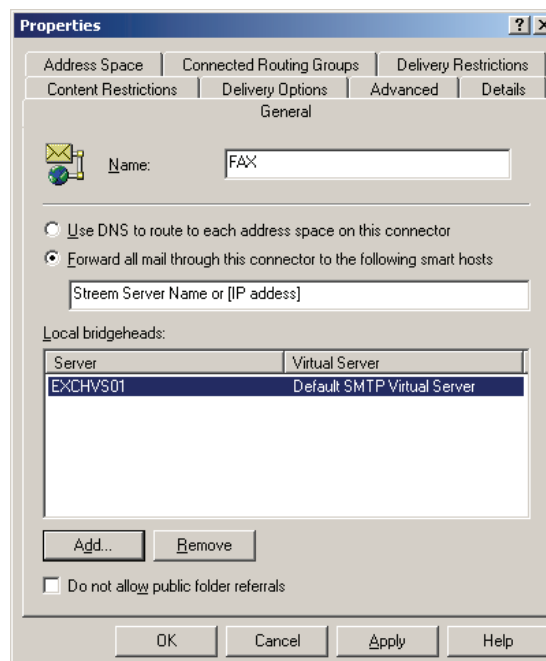 Properties
Address Space Connected Routing Groups Delivery Restrictions
Content Restrictions Delivery Options Advanced Details
General
Name: FAX
Use DNS to route to each address space on this connector
Forward all mail through this connector to the following smart hosts
Streem Server Name or [IP addess]
Local bridgeheads:
Server Virtual Server
EXCHVS01 Default SMTP Virtual Server
Add... Remove
Do not allow public folder referrals
OK Cancel Apply Help